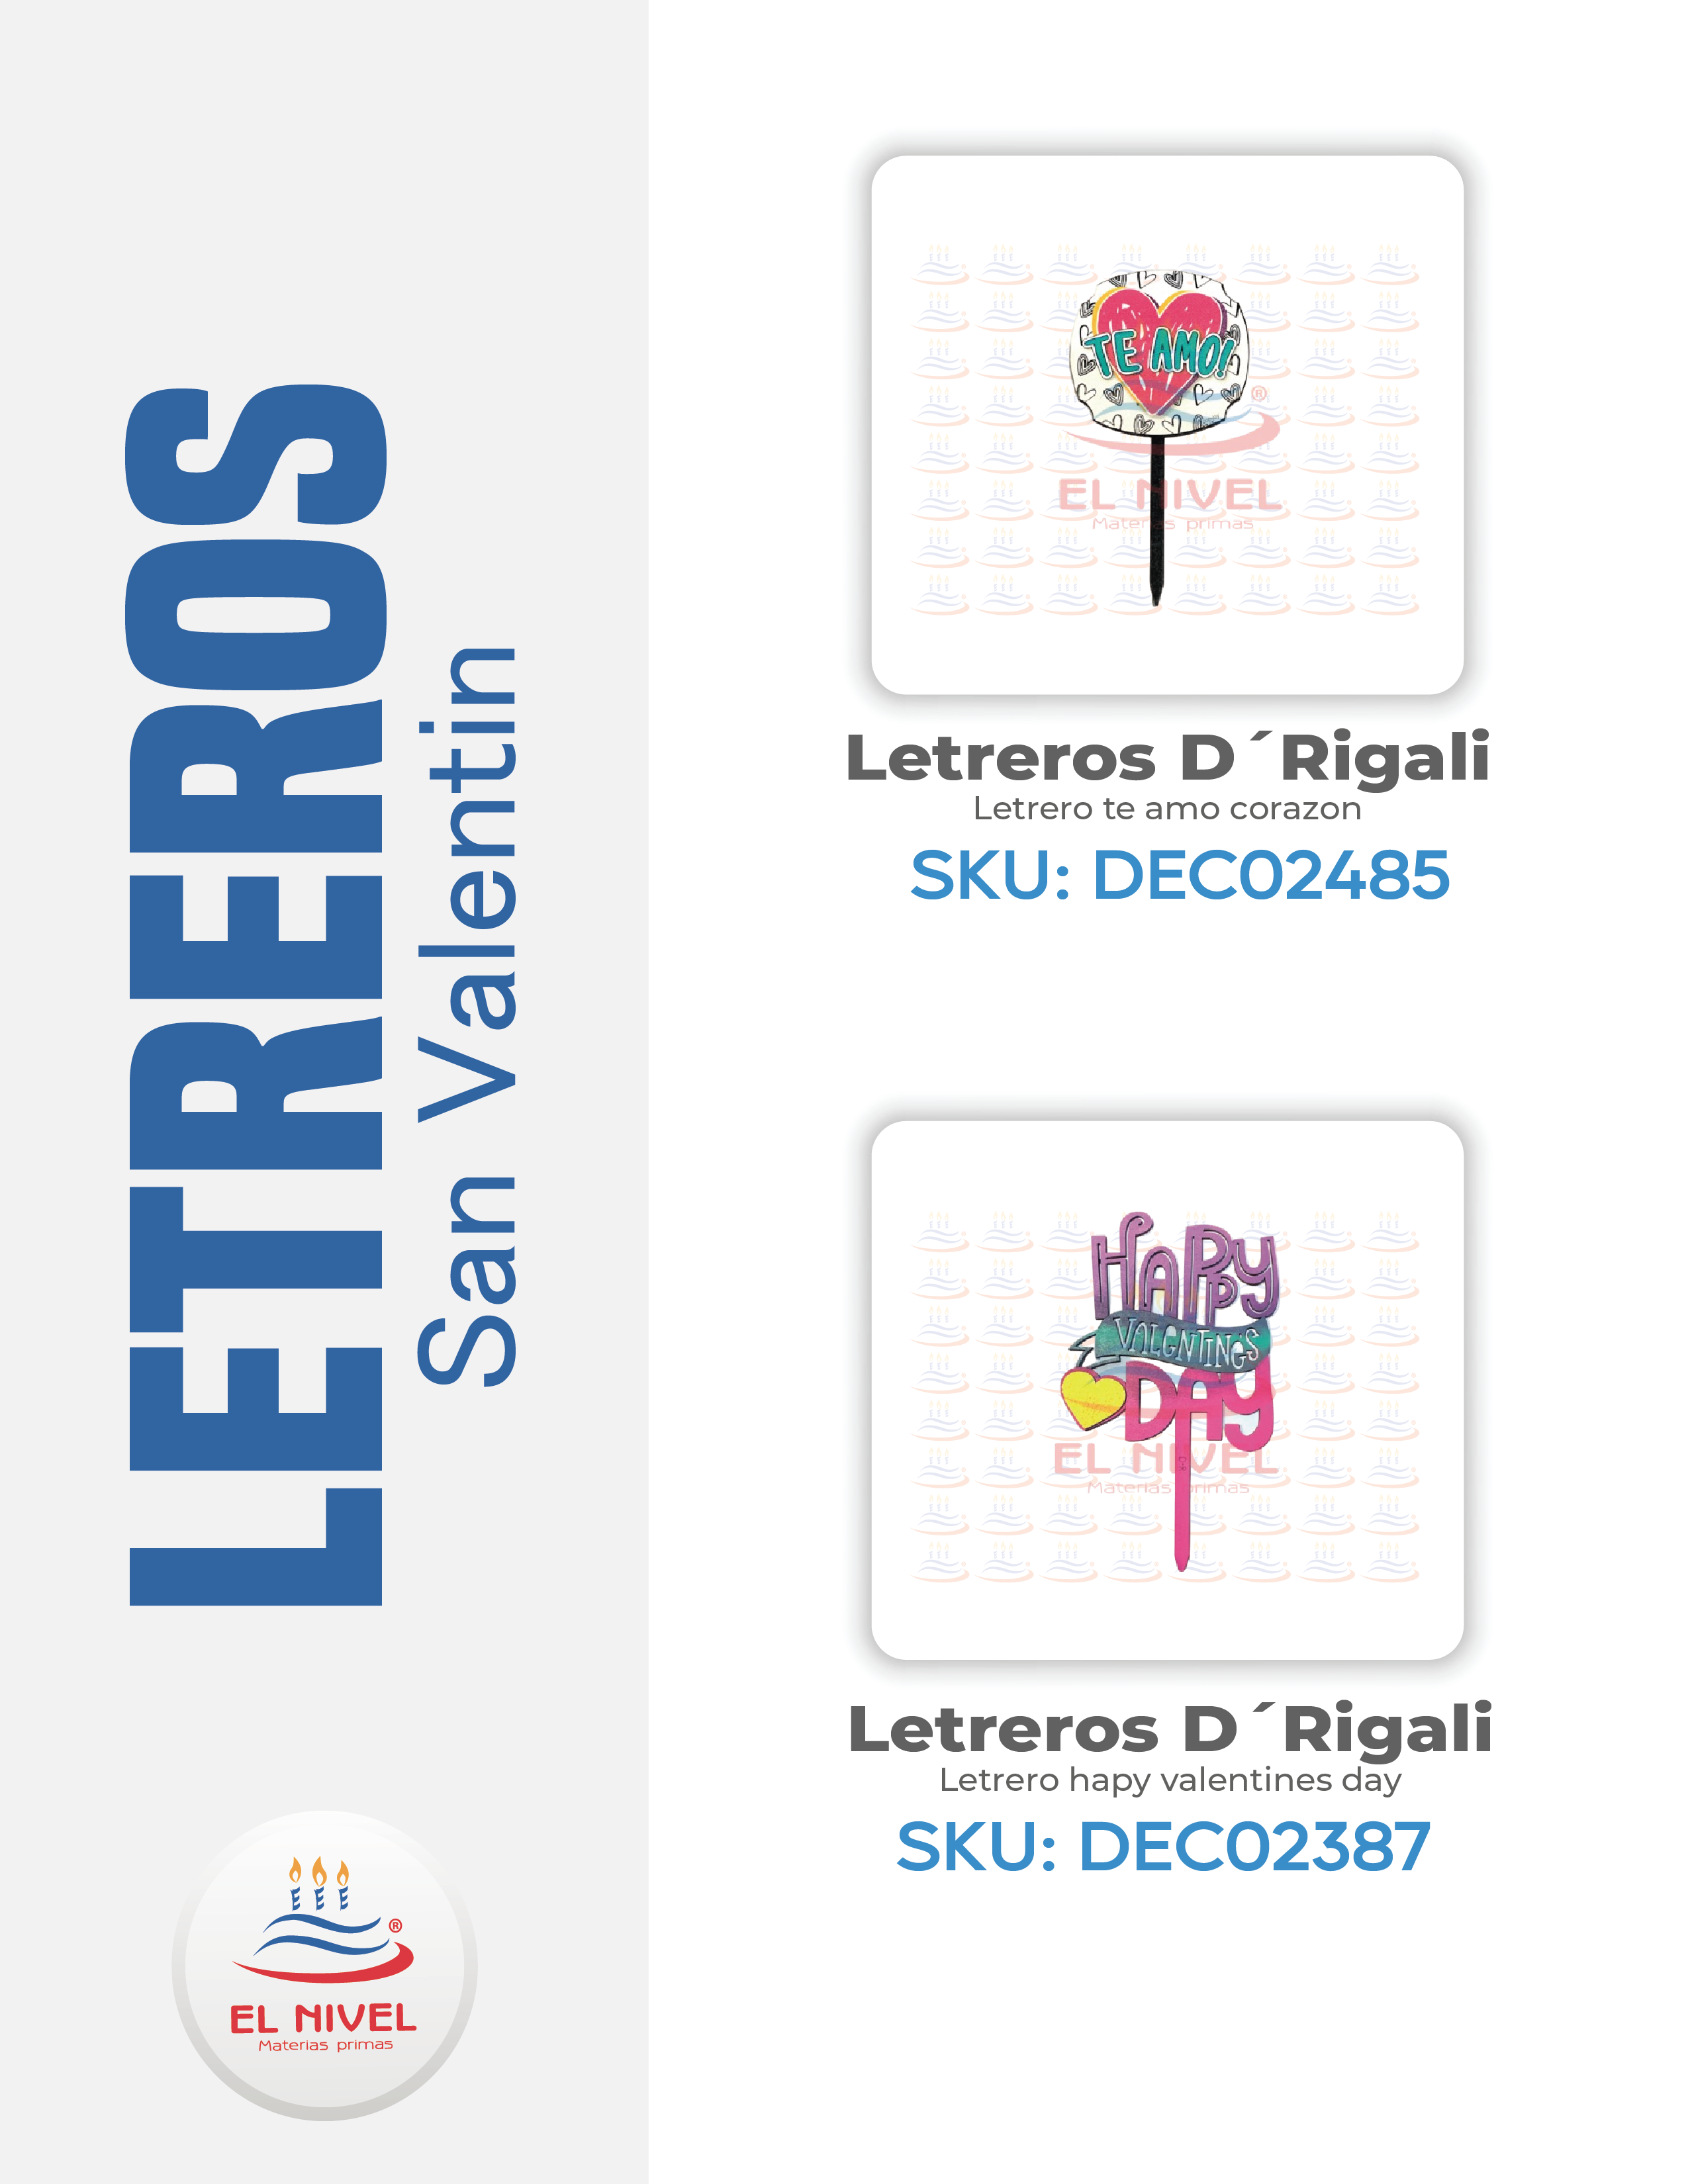 LETREROS
San Valentin
TE AMO!
EL NIVEL
Materias primas
Letreros D´Rigali
Letrero te amo corazon
SKU: DEC02485
HAPPY
VALENTINE'S
DAY
EL NIVEL
Materias primas
Letreros D´Rigali
Letrero hapy valentines day
SKU: DEC02387
®
EL NIVEL
Materias primas